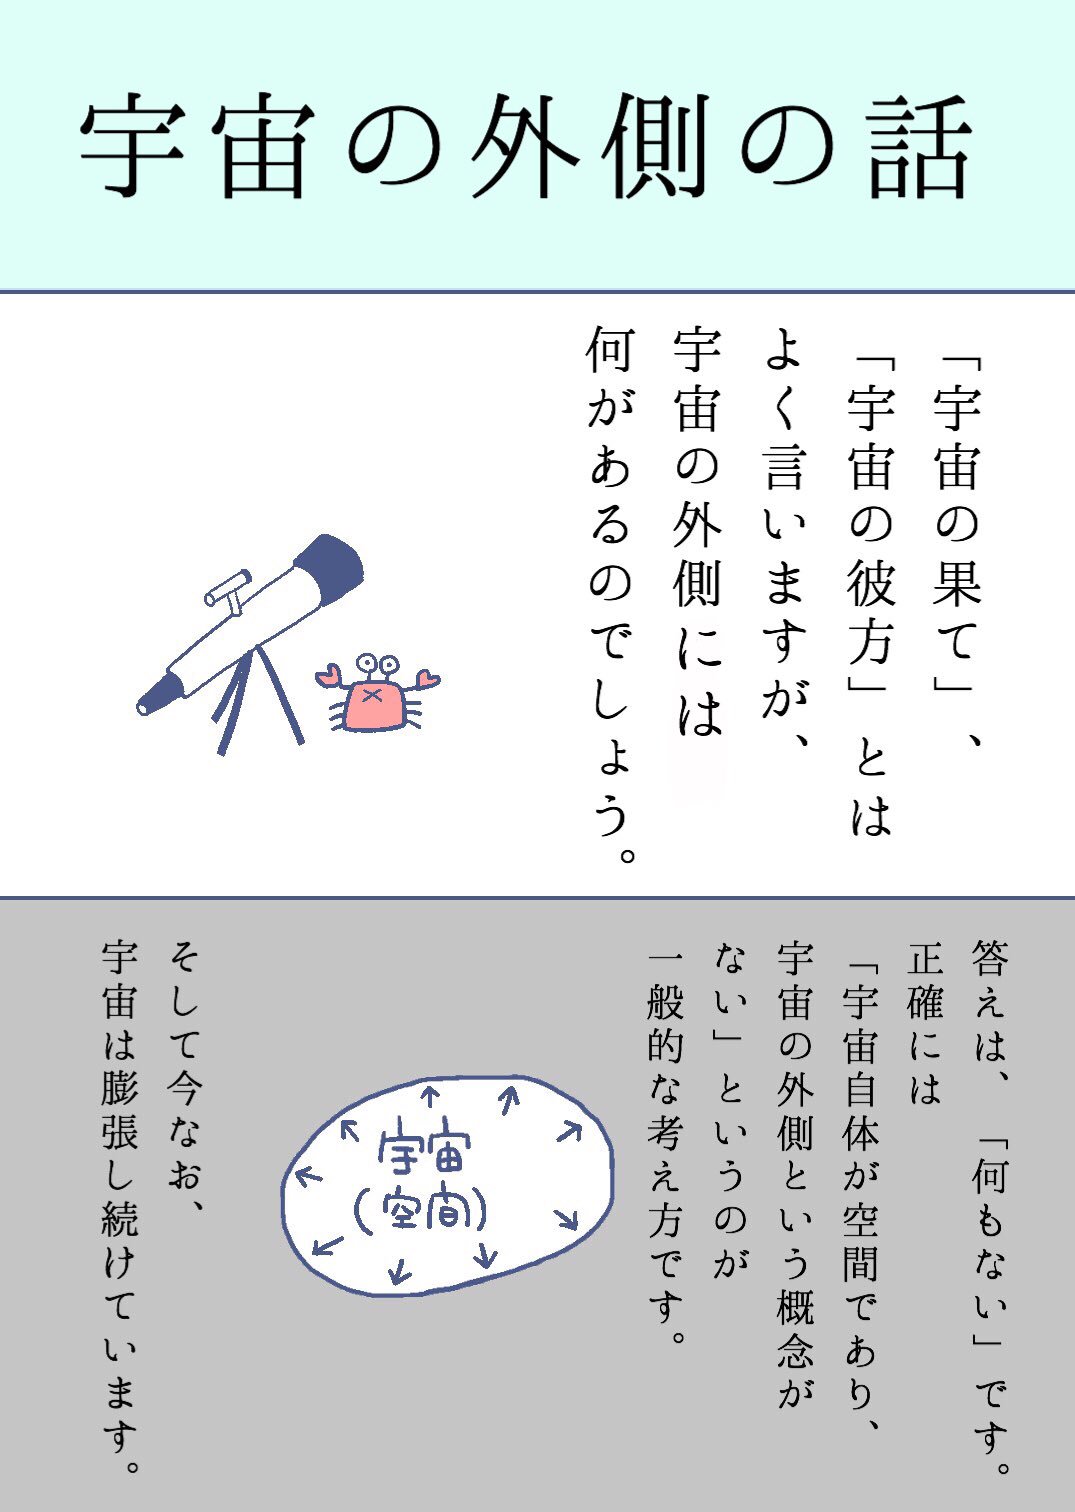 宇宙の外側の話
「宇宙の果て」、
「宇宙の彼方」とは
よく言いますが、
宇宙の外側には
何があるのでしょう。
答えは、「何もない」です。
正確には
「宇宙自体が空間であり、
宇宙の外側という概念が
ない」というのが
一般的な考え方です。
宇宙
(空間)
そして今なお、
宇宙は膨張し続けています。